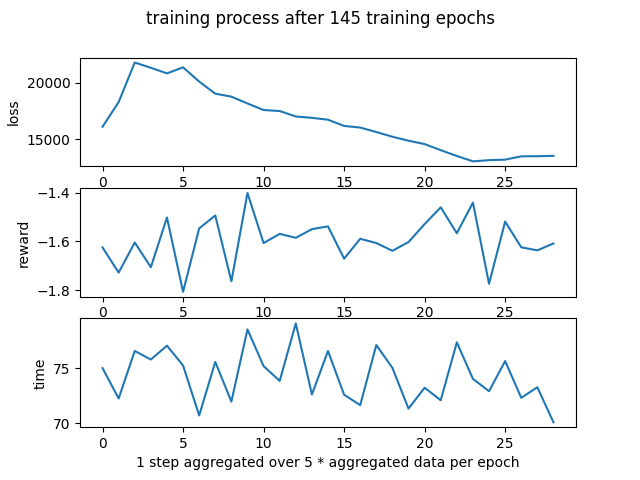 training process after 145 training epochs
20000
15000
loss
0 5 10 15 20 25
−1.4
−1.6
−1.8
reward
0 5 10 15 20 25
75
70
time
0 5 10 15 20 25
1 step aggregated over 5 * aggregated data per epoch